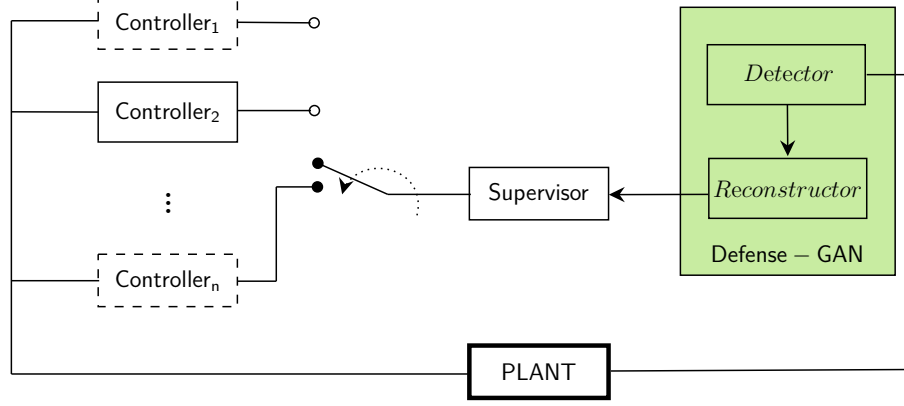 Controller₁
Detector
Controller₂
Reconstructor
Supervisor
⋮
Defense – GAN
Controllerₙ
PLANT